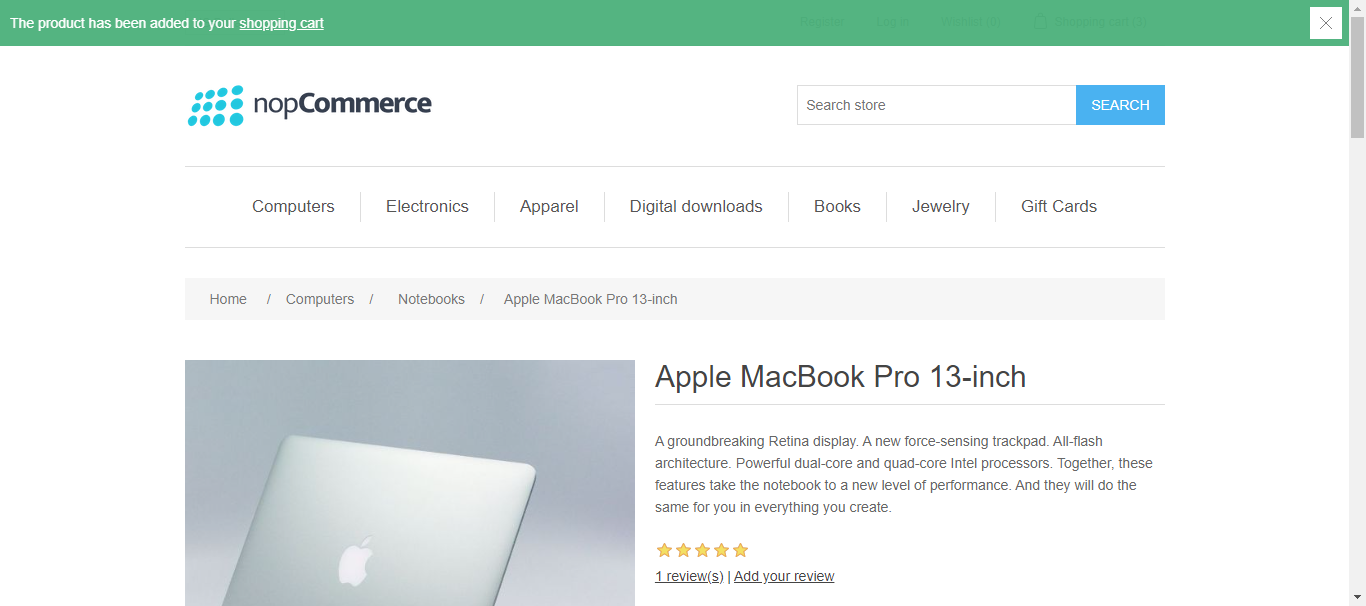 The product has been added to your shopping cart
Register Log in Wishlist (0) Shopping cart
nopCommerce
Search store
SEARCH
Computers Electronics Apparel Digital downloads Books Jewelry Gift Cards
Home / Computers / Notebooks / Apple MacBook Pro 13-inch
Apple MacBook Pro 13-inch
A groundbreaking Retina display. A new force-sensing trackpad. All-flash
architecture. Powerful dual-core and quad-core Intel processors. Together, these
features take the notebook to a new level of performance. And they will do the
same for you in everything you create.
1 review(s) | Add your review